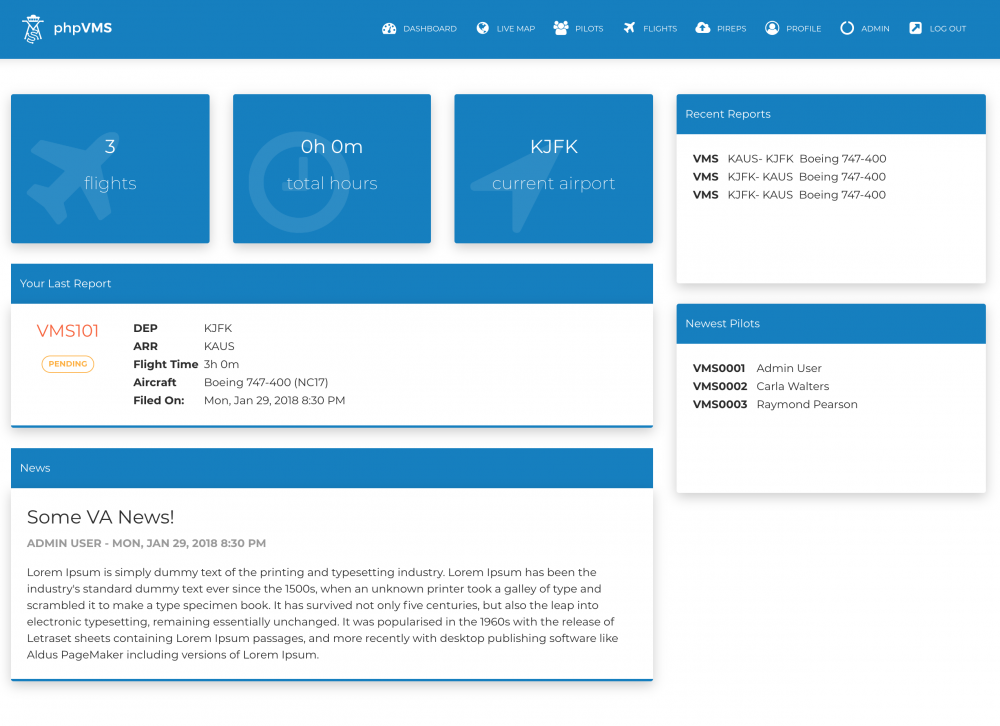 phpVMS
DASHBOARD
LIVE MAP
PILOTS
FLIGHTS
PIREPS
PROFILE
ADMIN
LOG OUT
3
flights
0h 0m
total hours
KJFK
current airport
Your Last Report
VMS101
PENDING
DEP KJFK
ARR KAUS
Flight Time 3h 0m
Aircraft Boeing 747-400 (NC17)
Filed On: Mon, Jan 29, 2018 8:30 PM
News
Some VA News!
ADMIN USER - MON, JAN 29, 2018 8:30 PM
Lorem Ipsum is simply dummy text of the printing and typesetting industry. Lorem Ipsum has been the
industry's standard dummy text ever since the 1500s, when an unknown printer took a galley of type and
scrambled it to make a type specimen book. It has survived not only five centuries, but also the leap into
electronic typesetting, remaining essentially unchanged. It was popularised in the 1960s with the release of
Letraset sheets containing Lorem Ipsum passages, and more recently with desktop publishing software like
Aldus PageMaker including versions of Lorem Ipsum.
Recent Reports
VMS KAUS- KJFK Boeing 747-400
VMS KJFK- KAUS Boeing 747-400
VMS KJFK- KAUS Boeing 747-400
Newest Pilots
VMS0001 Admin User
VMS0002 Carla Walters
VMS0003 Raymond Pearson